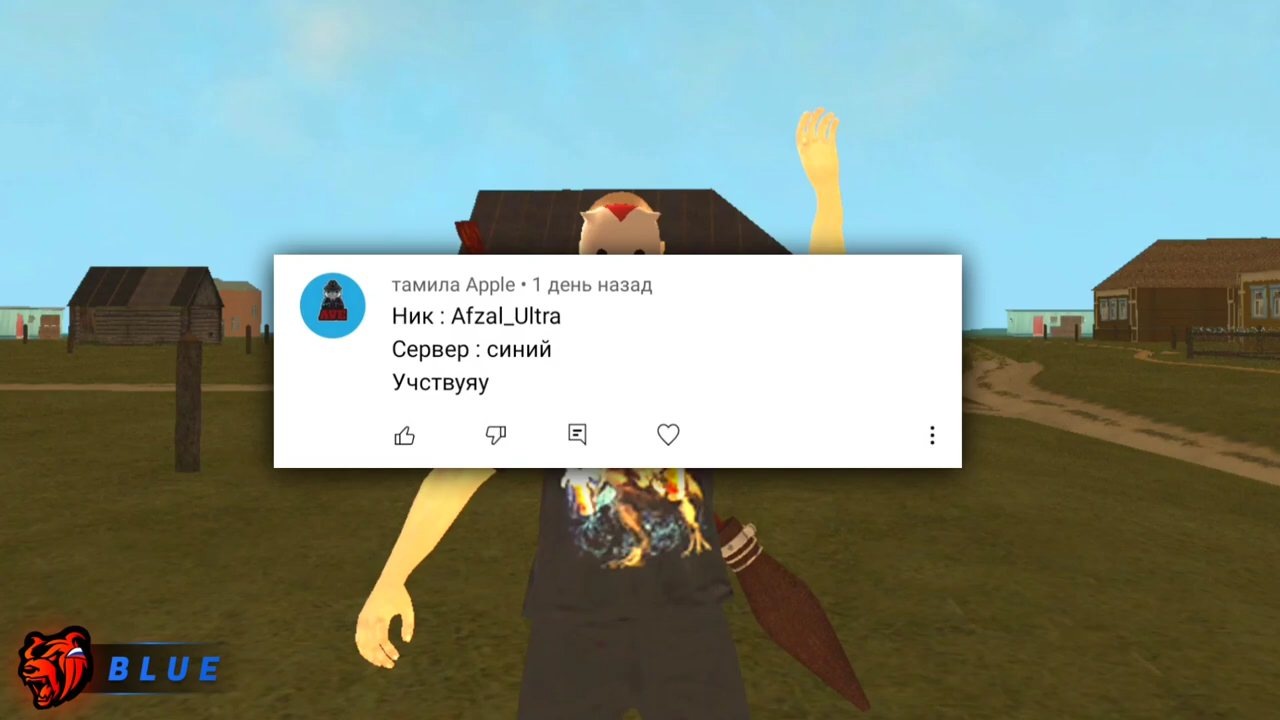 тамила Apple • 1 день назад
Ник : Afzal_Ultra
Сервер : синий
Учствуяу
BLUE